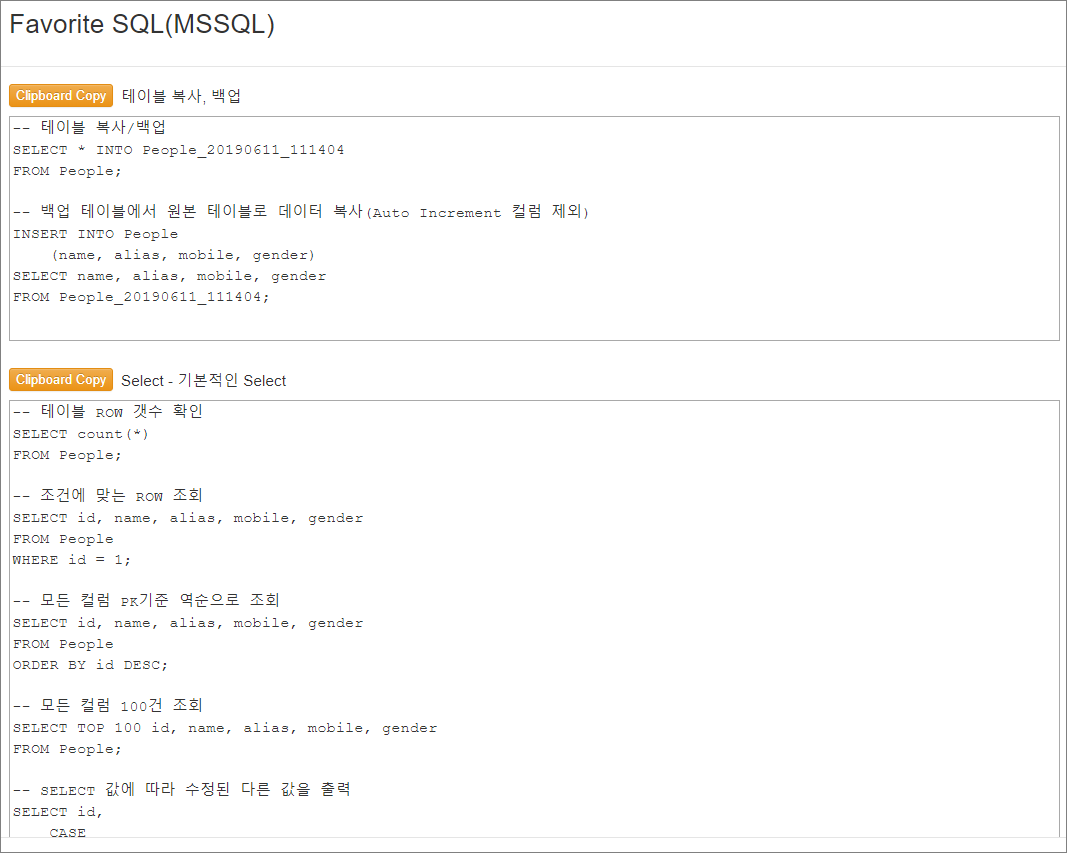 Favorite SQL(MSSQL)
Clipboard Copy 테이블 복사, 백업
-- 테이블 복사/백업
SELECT * INTO People_20190611_111404
FROM People;
-- 백업 테이블에서 원본 테이블로 데이터 복사(Auto Increment 컬럼 제외)
INSERT INTO People
(name, alias, mobile, gender)
SELECT name, alias, mobile, gender
FROM People_20190611_111404;
Clipboard Copy Select - 기본적인 Select
-- 테이블 ROW 갯수 확인
SELECT count(*)
FROM People;
-- 조건에 맞는 ROW 조회
SELECT id, name, alias, mobile, gender
FROM People
WHERE id = 1;
-- 모든 컬럼 PK기준 역순으로 조회
SELECT id, name, alias, mobile, gender
FROM People
ORDER BY id DESC;
-- 모든 컬럼 100건 조회
SELECT TOP 100 id, name, alias, mobile, gender
FROM People;
-- SELECT 값에 따라 수정된 다른 값을 출력
SELECT id,
CASE